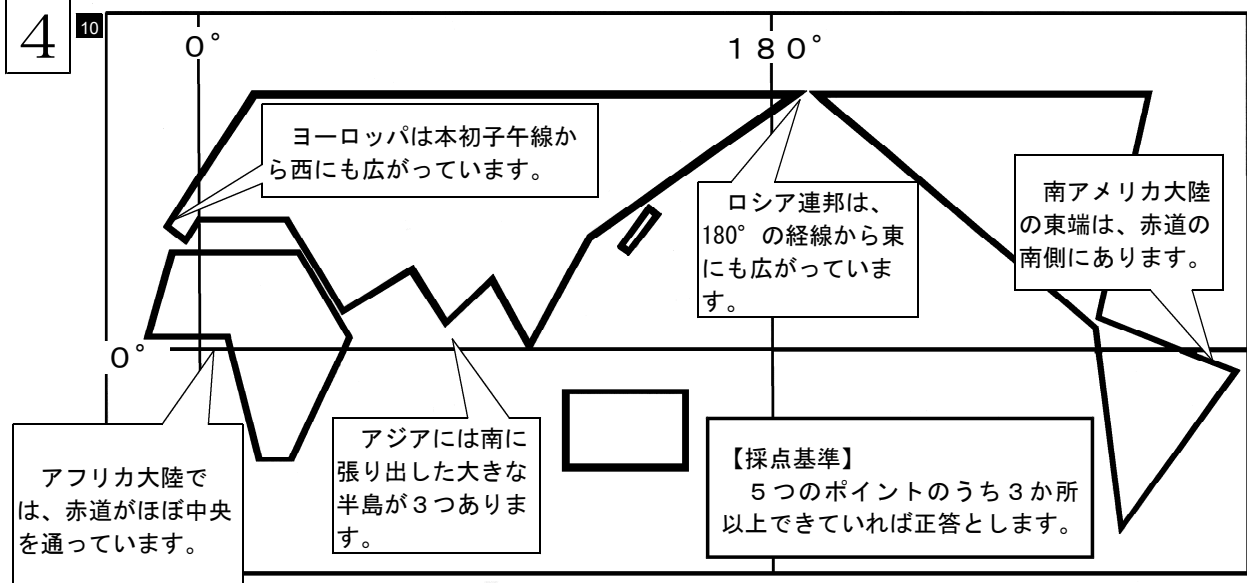 4
10
0°
180°
ヨーロッパは本初子午線か
ら西にも広がっています。
ロシア連邦は、
180°の経線から東
にも広がっていま
す。
南アメリカ大陸
の東端は、赤道の
南側にあります。
0°
アフリカ大陸で
は、赤道がほぼ中央
を通っています。
アジアには南に
張り出した大きな
半島が3つありま
す。
【採点基準】
5つのポイントのうち3か所
以上できていれば正答とします。